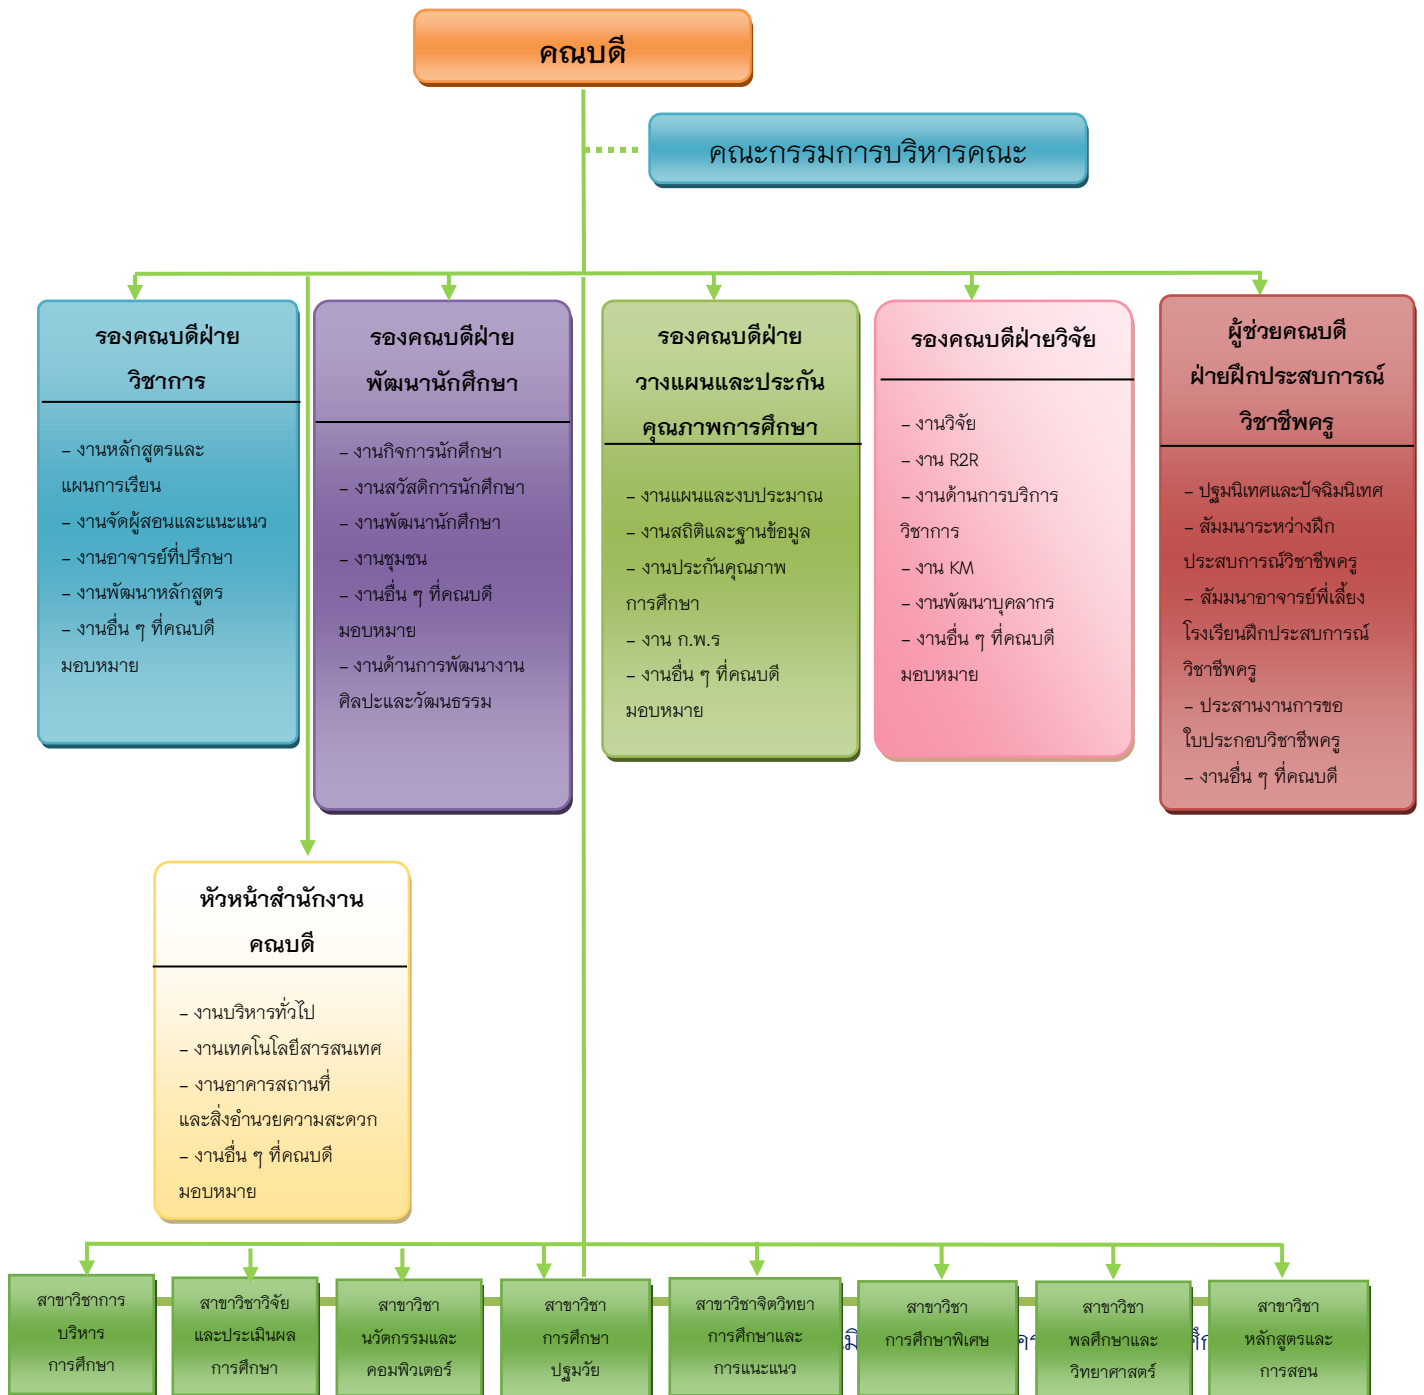 คณบดี
คณะกรรมการบริหารคณะ
รองคณบดีฝ่าย
วิชาการ
– งานหลักสูตรและ
แผนการเรียน
– งานจัดผู้สอนและแนะแนว
– งานอาจารย์ที่ปรึกษา
– งานพัฒนาหลักสูตร
– งานอื่น ๆ ที่คณบดี
มอบหมาย
รองคณบดีฝ่าย
พัฒนานักศึกษา
– งานกิจการนักศึกษา
– งานสวัสดิการนักศึกษา
– งานพัฒนานักศึกษา
– งานชุมชน
– งานอื่น ๆ ที่คณบดี
มอบหมาย
– งานด้านการพัฒนางาน
ศิลปะและวัฒนธรรม
รองคณบดีฝ่าย
วางแผนและประกัน
คุณภาพการศึกษา
– งานแผนและงบประมาณ
– งานสถิติและฐานข้อมูล
– งานประกันคุณภาพ
การศึกษา
– งาน ก.พ.ร
– งานอื่น ๆ ที่คณบดี
มอบหมาย
รองคณบดีฝ่ายวิจัย
– งานวิจัย
– งาน R2R
– งานด้านการบริการ
วิชาการ
– งาน KM
– งานพัฒนาบุคลากร
– งานอื่น ๆ ที่คณบดี
มอบหมาย
ผู้ช่วยคณบดี
ฝ่ายฝึกประสบการณ์
วิชาชีพครู
– ปฐมนิเทศและปัจฉิมนิเทศ
– สัมมนาระหว่างฝึก
ประสบการณ์วิชาชีพครู
– สัมมนาอาจารย์พี่เลี้ยง
โรงเรียนฝึกประสบการณ์
วิชาชีพครู
– ประสานงานการขอ
ใบประกอบวิชาชีพครู
– งานอื่น ๆ ที่คณบดี
หัวหน้าสำนักงาน
คณบดี
– งานบริหารทั่วไป
– งานเทคโนโลยีสารสนเทศ
– งานอาคารสถานที่
และสิ่งอำนวยความสะดวก
– งานอื่น ๆ ที่คณบดี
มอบหมาย
สาขาวิชาการ
บริหาร
การศึกษา
สาขาวิชาวิจัย
และประเมินผล
การศึกษา
สาขาวิชา
นวัตกรรมและ
คอมพิวเตอร์
สาขาวิชา
การศึกษา
ปฐมวัย
สาขาวิชาจิตวิทยา
การศึกษาและ
การแนะแนว
สาขาวิชา
การศึกษาพิเศษ
สาขาวิชา
พลศึกษาและ
วิทยาศาสตร์
สาขาวิชา
หลักสูตรและ
การสอน